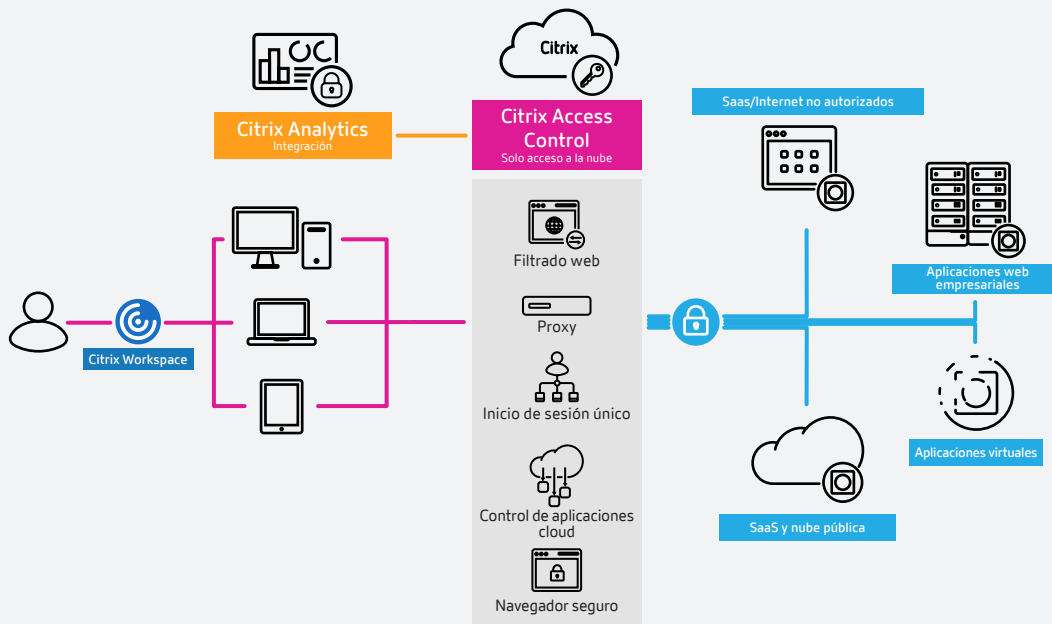 Citrix
Citrix Analytics
Integración
Citrix Access
Control
Solo acceso a la nube
Saas/Internet no autorizados
Filtrado web
Aplicaciones web
empresariales
Proxy
Citrix Workspace
Inicio de sesión único
Aplicaciones virtuales
Control de aplicaciones
cloud
SaaS y nube pública
Navegador seguro